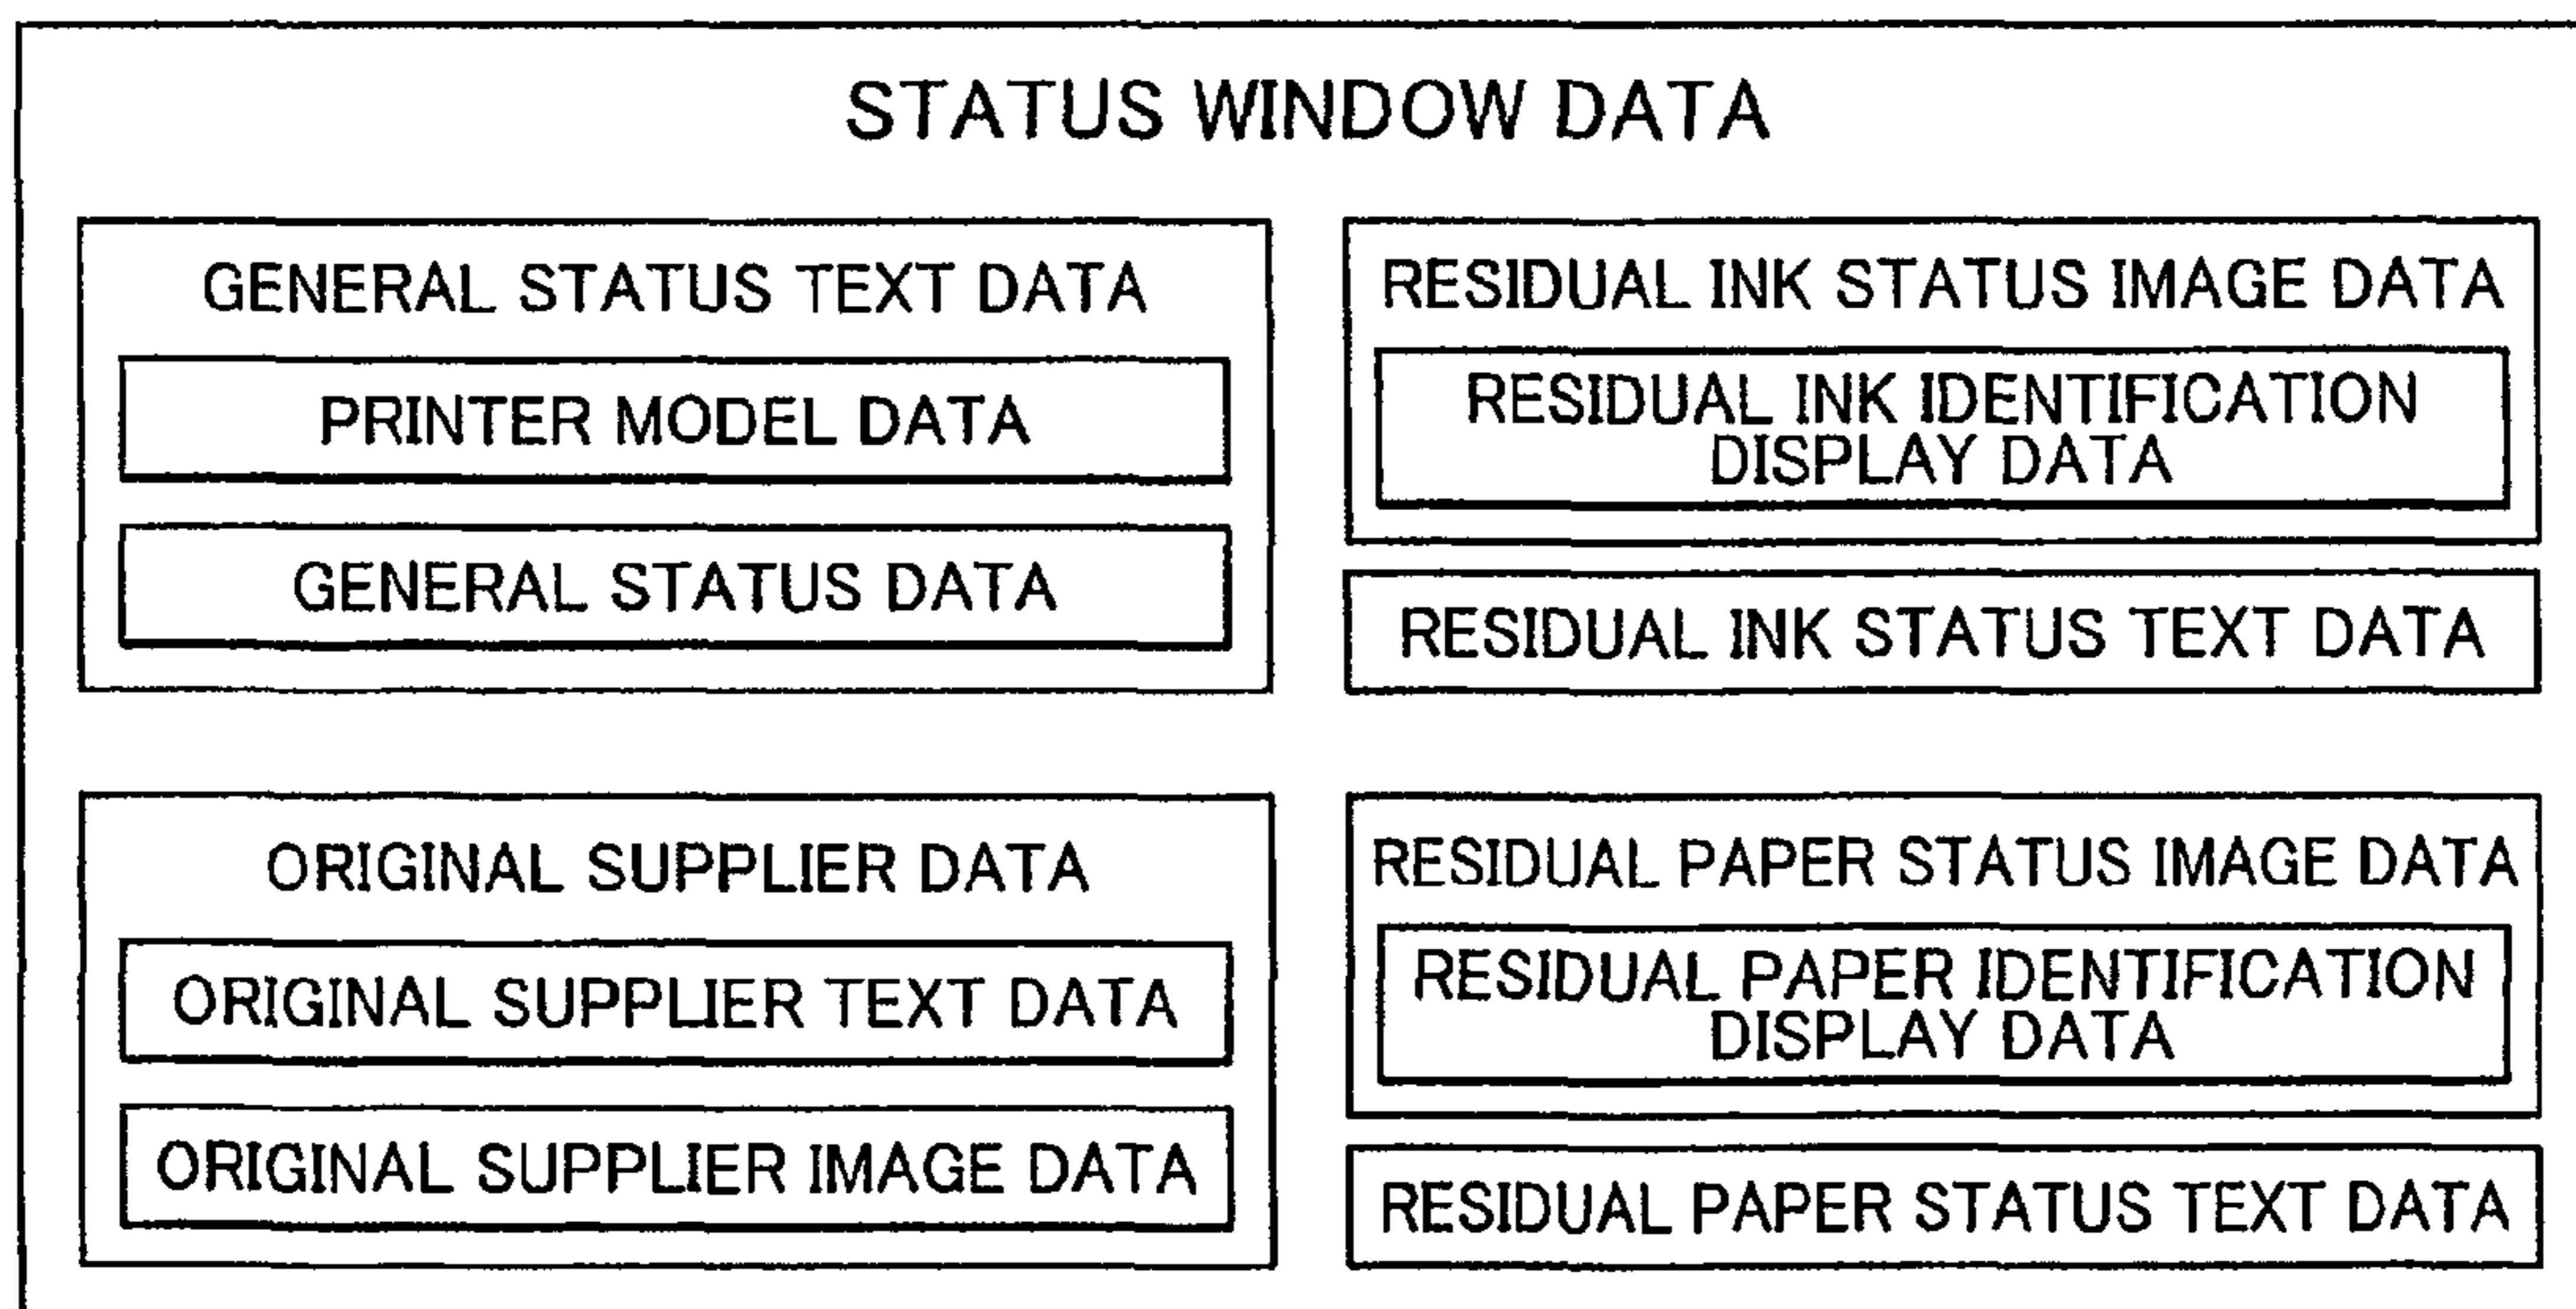 STATUS WINDOW DATA
GENERAL STATUS TEXT DATA
PRINTER MODEL DATA
GENERAL STATUS DATA
RESIDUAL INK STATUS IMAGE DATA
RESIDUAL INK IDENTIFICATION
DISPLAY DATA
RESIDUAL INK STATUS TEXT DATA
ORIGINAL SUPPLIER DATA
ORIGINAL SUPPLIER TEXT DATA
ORIGINAL SUPPLIER IMAGE DATA
RESIDUAL PAPER STATUS IMAGE DATA
RESIDUAL PAPER IDENTIFICATION
DISPLAY DATA
RESIDUAL PAPER STATUS TEXT DATA